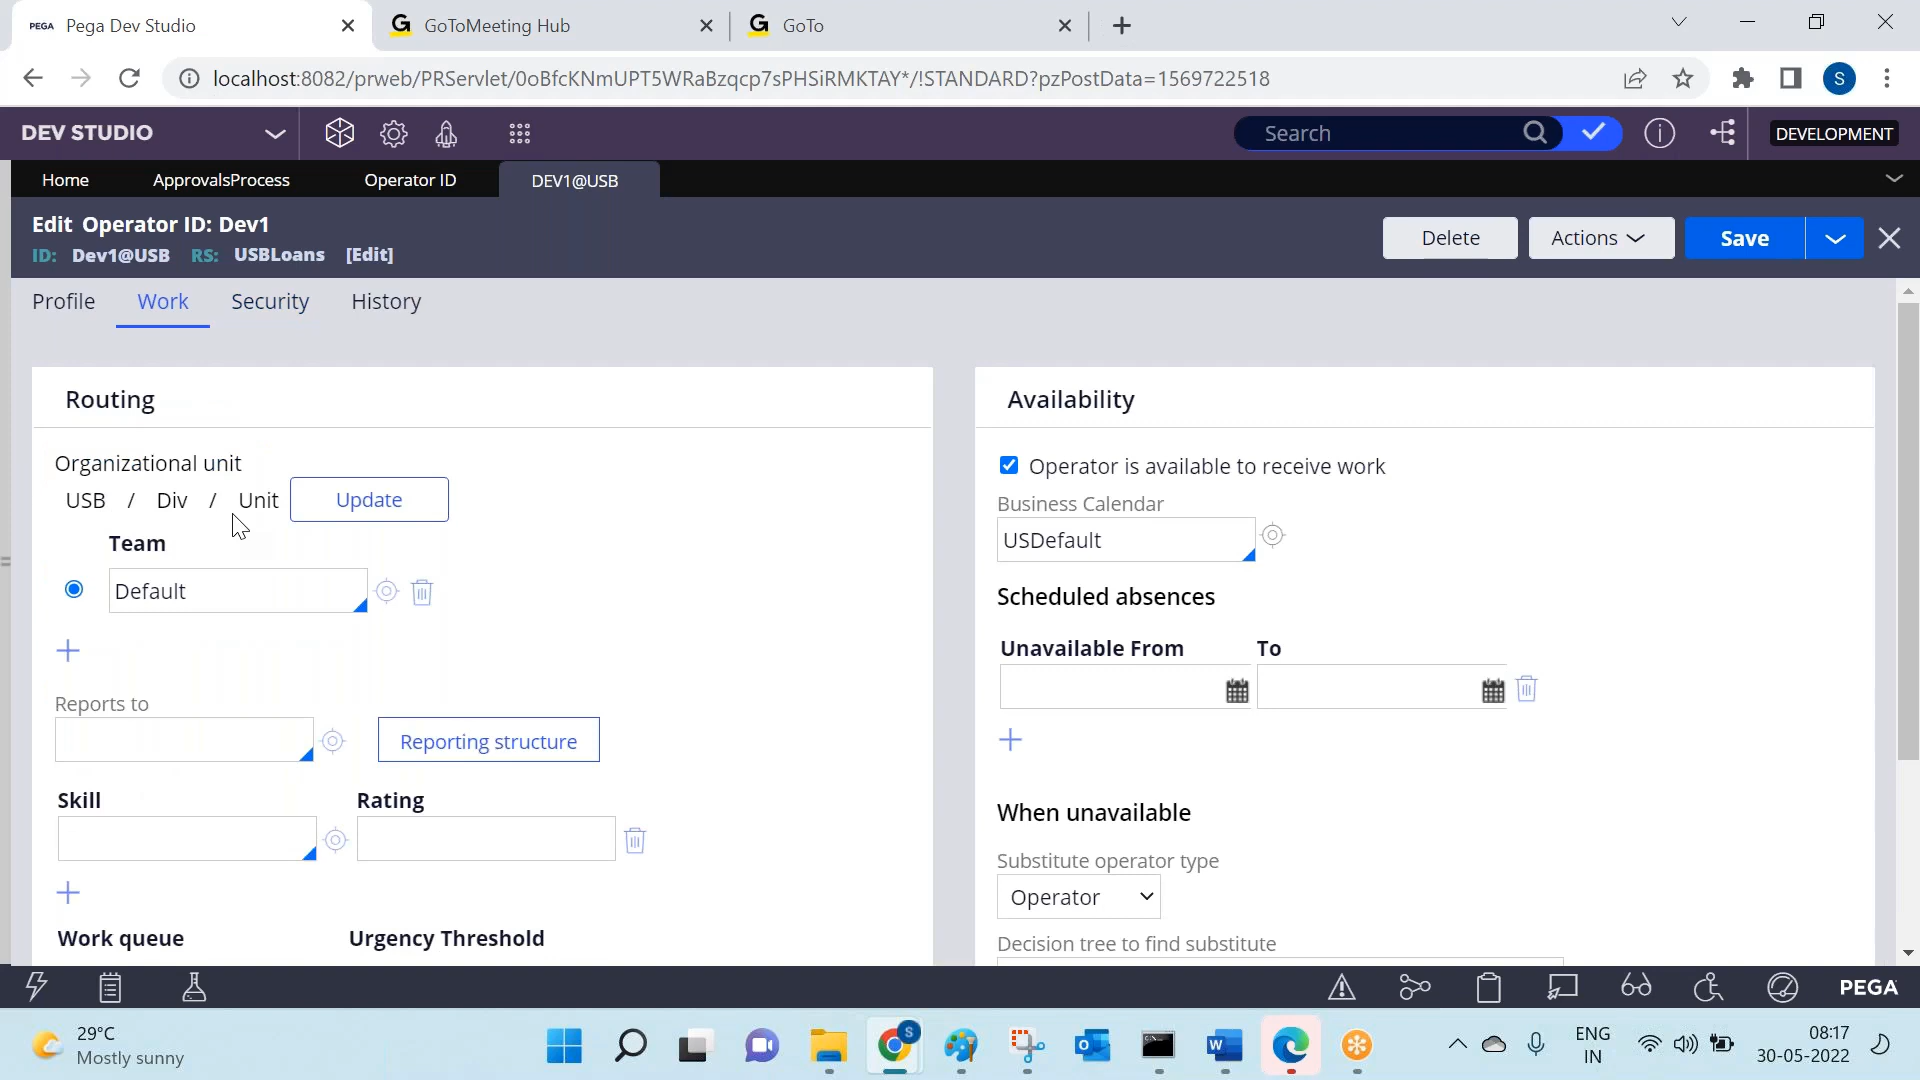 PEGA Pega Dev Studio
GoToMeeting Hub
GoTo
localhost:8082/prweb/PRServlet/0oBfcKNmUPT5WRaBzqcp7sPHSiRMKTAY*/!STANDARD?pzPostData=1569722518
S
DEV STUDIO
Search
DEVELOPMENT
Home
ApprovalsProcess
Operator ID
DEV1@USB
Edit Operator ID: Dev1
ID: Dev1@USB RS: USBLoans [Edit]
Delete
Actions
Save
Profile
Work
Security
History
Routing
Organizational unit
USB / Div / Unit
Update
Team
Default
Reports to
Reporting structure
Skill
Rating
Work queue
Urgency Threshold
Availability
Operator is available to receive work
Business Calendar
USDefault
Scheduled absences
Unavailable From
To
When unavailable
Substitute operator type
Operator
Decision tree to find substitute
PEGA
29°C
Mostly sunny
S
ENG
IN
08:17
30-05-2022